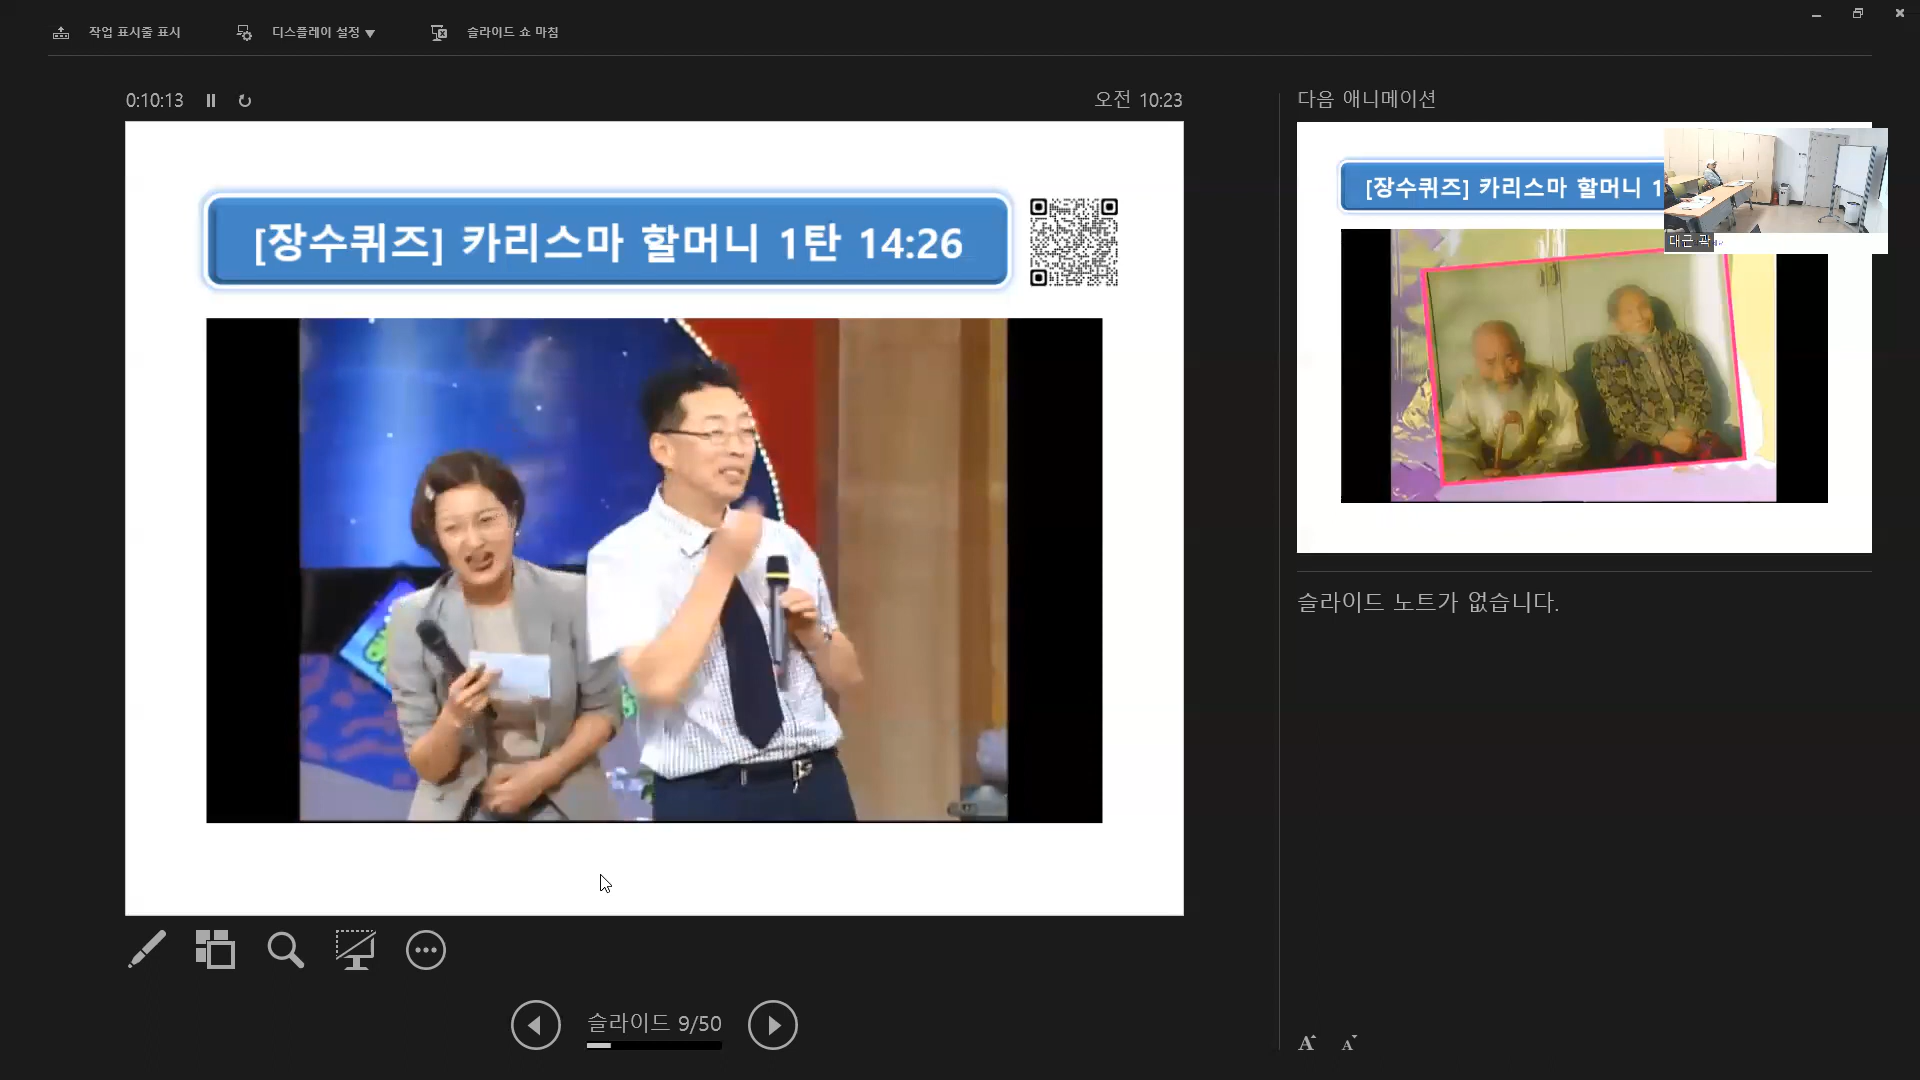 작업 표시줄 표시
디스플레이 설정 ▼
슬라이드 쇼 마침
0:10:13
오전 10:23
[장수퀴즈] 카리스마 할머니 1탄 14:26
슬라이드 9/50
다음 애니메이션
[장수퀴즈] 카리스마 할머니 1
대근 곽
슬라이드 노트가 없습니다.
A A